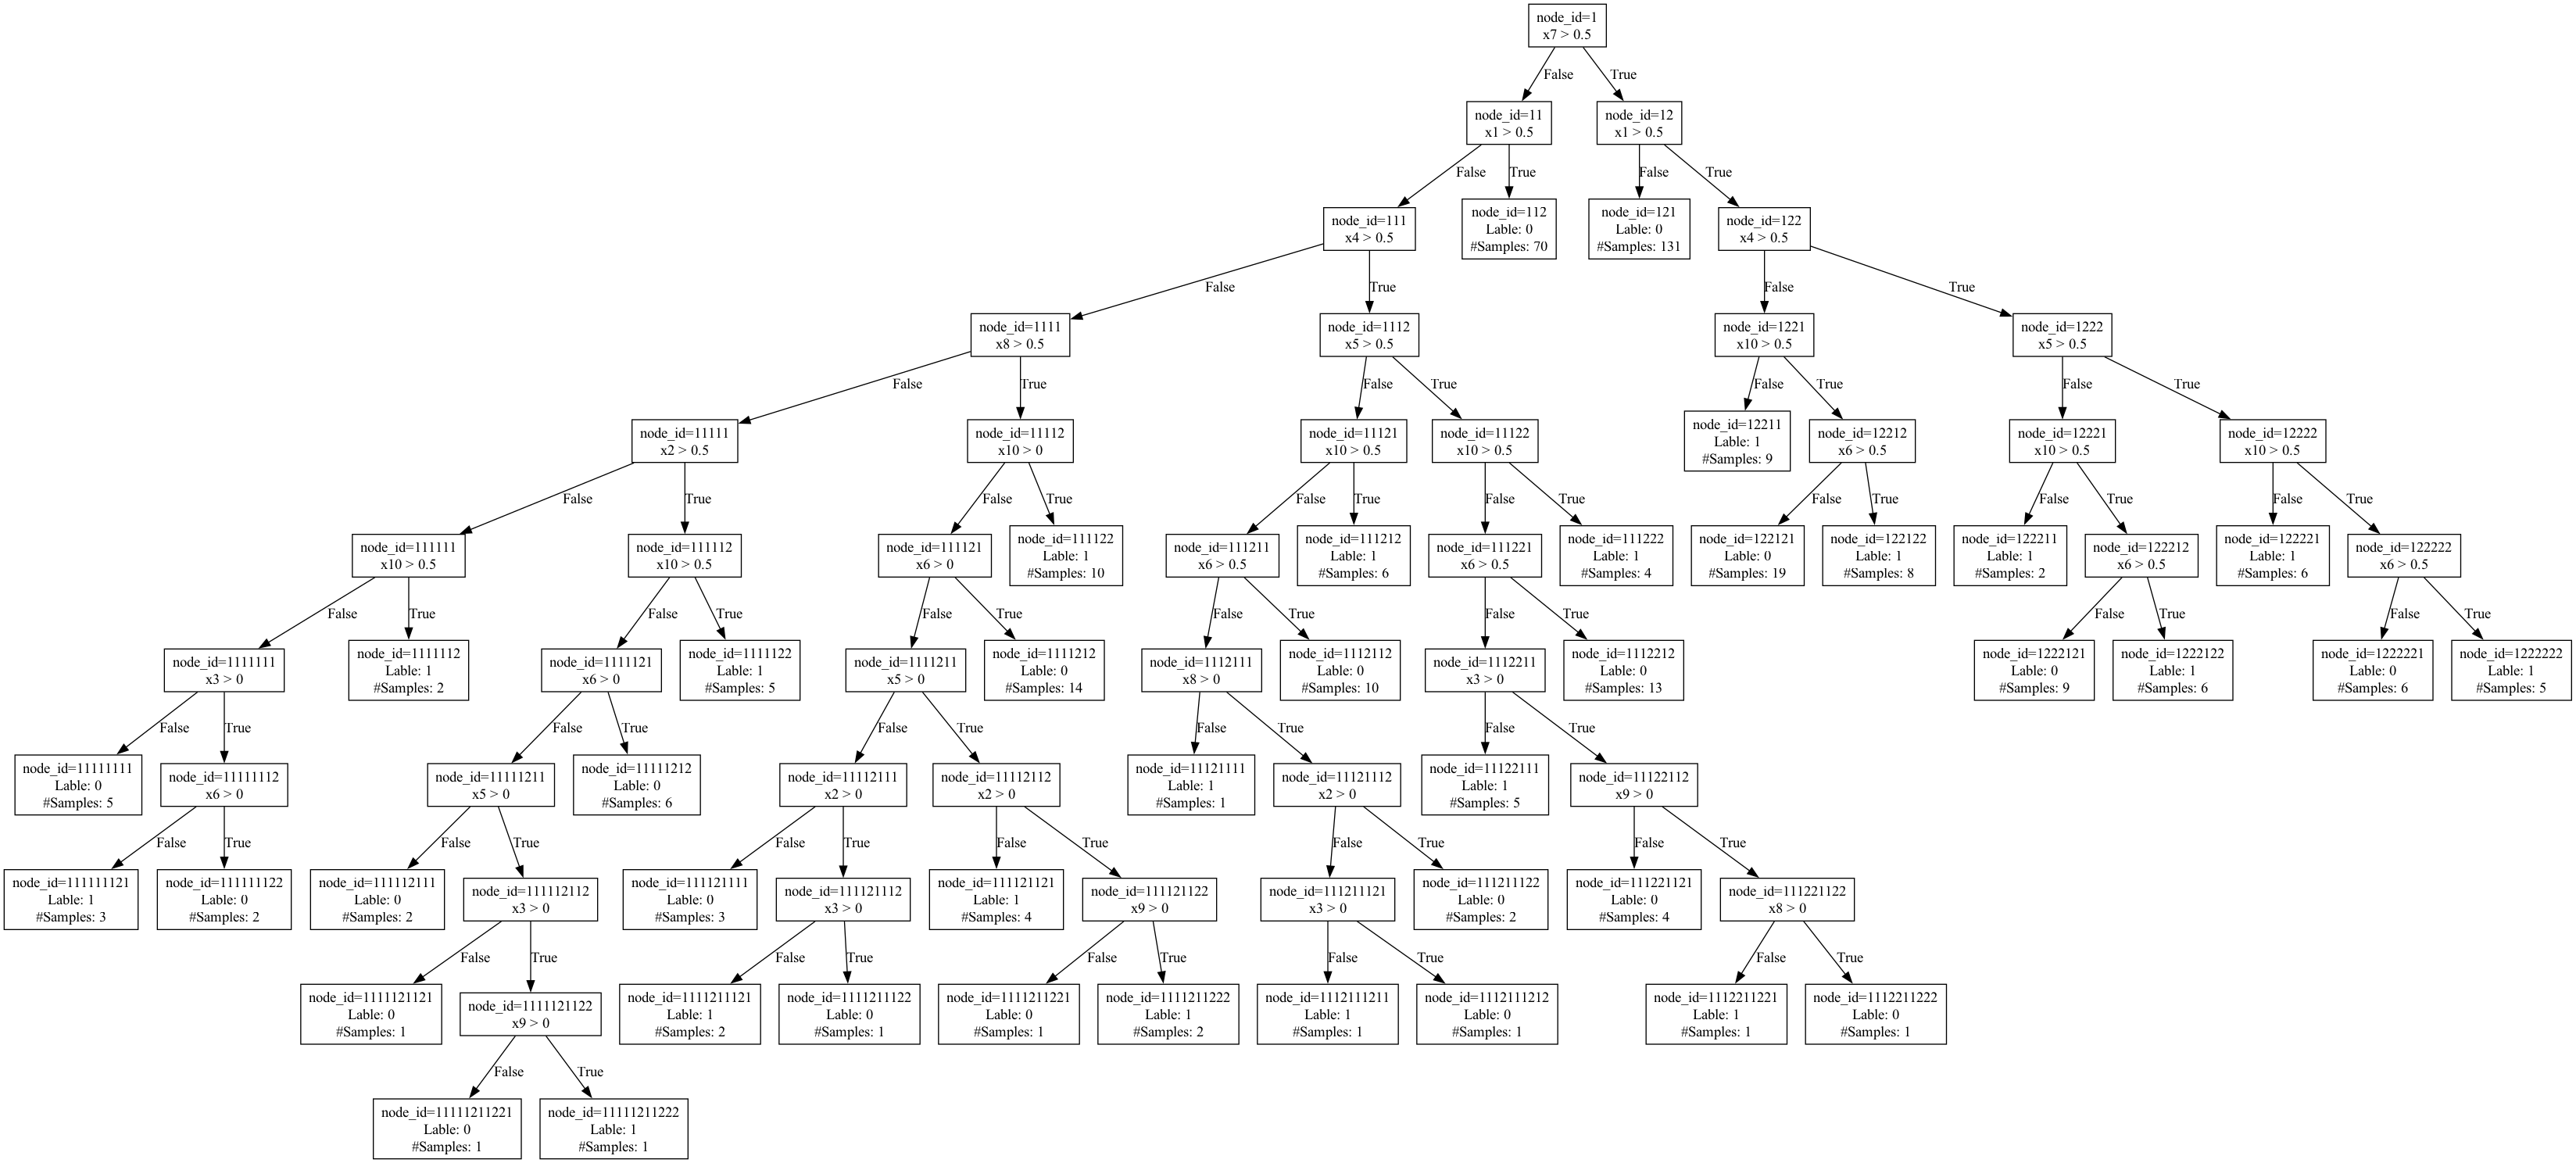 node_id=1
x7 > 0.5
False
True
node_id=11
x1 > 0.5
node_id=12
x1 > 0.5
False
True
False
True
node_id=111
x4 > 0.5
node_id=112
Lable: 0
#Samples: 70
node_id=121
Lable: 0
#Samples: 131
node_id=122
x4 > 0.5
False
True
False
True
node_id=1111
x8 > 0.5
node_id=1112
x5 > 0.5
node_id=1221
x10 > 0.5
node_id=1222
x5 > 0.5
False
True
False
True
False
True
False
True
node_id=11111
x2 > 0.5
node_id=11112
x10 > 0
node_id=11121
x10 > 0.5
node_id=11122
x10 > 0.5
node_id=12211
Lable: 1
#Samples: 9
node_id=12212
x6 > 0.5
node_id=12221
x10 > 0.5
node_id=12222
x10 > 0.5
False
True
False
True
False
True
False
True
False
True
False
True
False
True
node_id=111111
x10 > 0.5
node_id=111112
x10 > 0.5
node_id=111121
x6 > 0
node_id=111122
Lable: 1
#Samples: 10
node_id=111211
x6 > 0.5
node_id=111212
Lable: 1
#Samples: 6
node_id=111221
x6 > 0.5
node_id=111222
Lable: 1
#Samples: 4
node_id=122121
Lable: 0
#Samples: 19
node_id=122122
Lable: 1
#Samples: 8
node_id=122211
Lable: 1
#Samples: 2
node_id=122212
x6 > 0.5
node_id=122221
Lable: 1
#Samples: 6
node_id=122222
x6 > 0.5
False
True
False
True
False
True
False
True
False
True
False
True
False
True
node_id=1111111
x3 > 0
node_id=1111112
Lable: 1
#Samples: 2
node_id=1111121
x6 > 0
node_id=1111122
Lable: 1
#Samples: 5
node_id=1111211
x5 > 0
node_id=1111212
Lable: 0
#Samples: 14
node_id=1112111
x8 > 0
node_id=1112112
Lable: 0
#Samples: 10
node_id=1112211
x3 > 0
node_id=1112212
Lable: 0
#Samples: 13
node_id=1222121
Lable: 0
#Samples: 9
node_id=1222122
Lable: 1
#Samples: 6
node_id=1222221
Lable: 0
#Samples: 6
node_id=1222222
Lable: 1
#Samples: 5
False
True
False
True
False
True
False
True
False
True
node_id=11111111
Lable: 0
#Samples: 5
node_id=11111112
x6 > 0
node_id=11111211
x5 > 0
node_id=11111212
Lable: 0
#Samples: 6
node_id=11112111
x2 > 0
node_id=11112112
x2 > 0
node_id=11121111
Lable: 1
#Samples: 1
node_id=11121112
x2 > 0
node_id=11122111
Lable: 1
#Samples: 5
node_id=11122112
x9 > 0
False
True
False
True
False
True
False
True
False
True
False
True
node_id=111111121
Lable: 1
#Samples: 3
node_id=111111122
Lable: 0
#Samples: 2
node_id=111112111
Lable: 0
#Samples: 2
node_id=111112112
x3 > 0
node_id=111121111
Lable: 0
#Samples: 3
node_id=111121112
x3 > 0
node_id=111121121
Lable: 1
#Samples: 4
node_id=111121122
x9 > 0
node_id=111211121
x3 > 0
node_id=111211122
Lable: 0
#Samples: 2
node_id=111221121
Lable: 0
#Samples: 4
node_id=111221122
x8 > 0
False
True
False
True
False
True
False
True
False
True
node_id=1111121121
Lable: 0
#Samples: 1
node_id=1111121122
x9 > 0
node_id=1111211121
Lable: 1
#Samples: 2
node_id=1111211122
Lable: 0
#Samples: 1
node_id=1111211221
Lable: 0
#Samples: 1
node_id=1111211222
Lable: 1
#Samples: 2
node_id=1112111211
Lable: 1
#Samples: 1
node_id=1112111212
Lable: 0
#Samples: 1
node_id=1112211221
Lable: 1
#Samples: 1
node_id=1112211222
Lable: 0
#Samples: 1
False
True
node_id=11111211221
Lable: 0
#Samples: 1
node_id=11111211222
Lable: 1
#Samples: 1